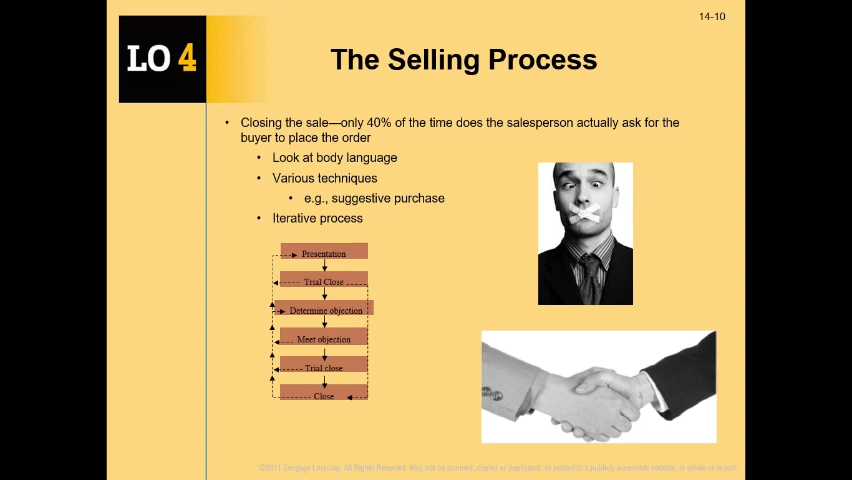 14-10
LO 4
The Selling Process
• Closing the sale—only 40% of the time does the salesperson actually ask for the
buyer to place the order
• Look at body language
• Various techniques
• e.g., suggestive purchase
• Iterative process
Presentation
Trial Close
Determine objection
Meet objection
Trial close
Close
©2011 Cengage Learning. All Rights Reserved. May not be scanned, copied or duplicated, or posted to a publicly accessible website, in whole or in part.